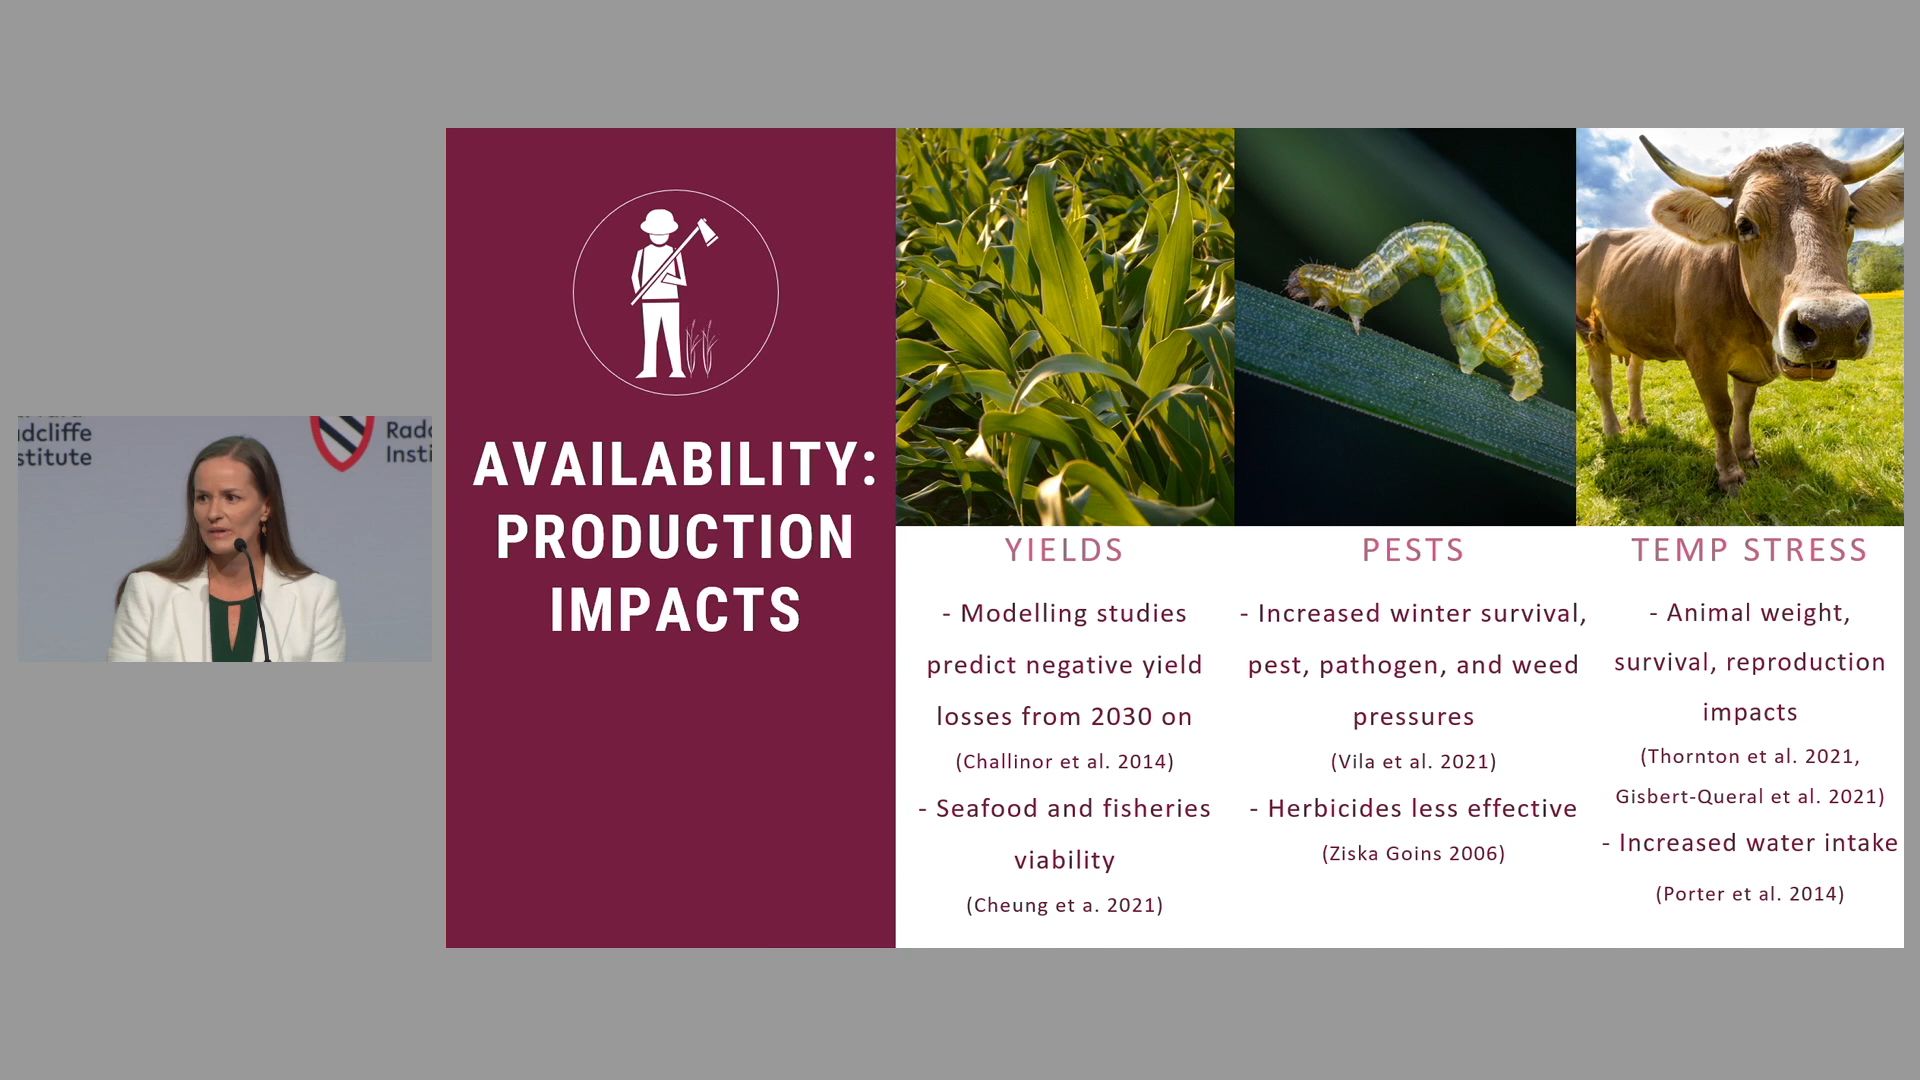 adcliffe
stitute
Radc
Insti
AVAILABILITY:
PRODUCTION
IMPACTS
YIELDS
- Modelling studies
predict negative yield
losses from 2030 on
(Challinor et al. 2014)
- Seafood and fisheries
viability
(Cheung et a. 2021)
PESTS
- Increased winter survival,
pest, pathogen, and weed
pressures
(Vila et al. 2021)
- Herbicides less effective
(Ziska Goins 2006)
TEMP STRESS
- Animal weight,
survival, reproduction
impacts
(Thornton et al. 2021,
Gisbert-Queral et al. 2021)
- Increased water intake
(Porter et al. 2014)